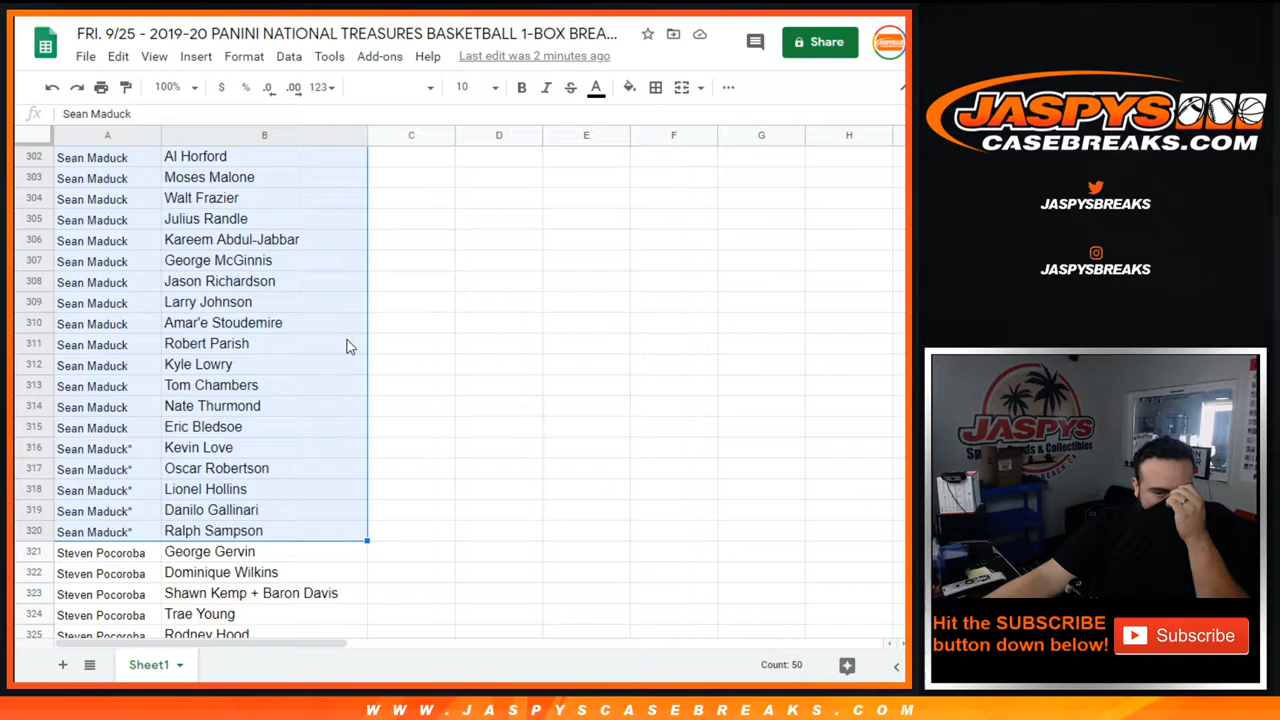 FRI. 9/25 - 2019-20 PANINI NATIONAL TREASURES BASKETBALL 1-BOX BREA...
File Edit View Insert Format Data Tools Add-ons Help Last edit was 2 minutes ago
Share
100% $ % .0 .00 123 10 B I S A
fx Sean Maduck
A B C D E F G H
302 Sean Maduck Al Horford
303 Sean Maduck Moses Malone
304 Sean Maduck Walt Frazier
305 Sean Maduck Julius Randle
306 Sean Maduck Kareem Abdul-Jabbar
307 Sean Maduck George McGinnis
308 Sean Maduck Jason Richardson
309 Sean Maduck Larry Johnson
310 Sean Maduck Amar'e Stoudemire
311 Sean Maduck Robert Parish
312 Sean Maduck Kyle Lowry
313 Sean Maduck Tom Chambers
314 Sean Maduck Nate Thurmond
315 Sean Maduck Eric Bledsoe
316 Sean Maduck* Kevin Love
317 Sean Maduck* Oscar Robertson
318 Sean Maduck* Lionel Hollins
319 Sean Maduck* Danilo Gallinari
320 Sean Maduck* Ralph Sampson
321 Steven Pocoroba George Gervin
322 Steven Pocoroba Dominique Wilkins
323 Steven Pocoroba Shawn Kemp + Baron Davis
324 Steven Pocoroba Trae Young
325 Steven Pocoroba Rodney Hood
Sheet1
Count: 50
JASPYS
CASEBREAKS.COM
JASPYSBREAKS
JASPYSBREAKS
JASPYS
Hit the SUBSCRIBE
button down below!
Subscribe
WWW.JASPYSCASEBREAKS.COM